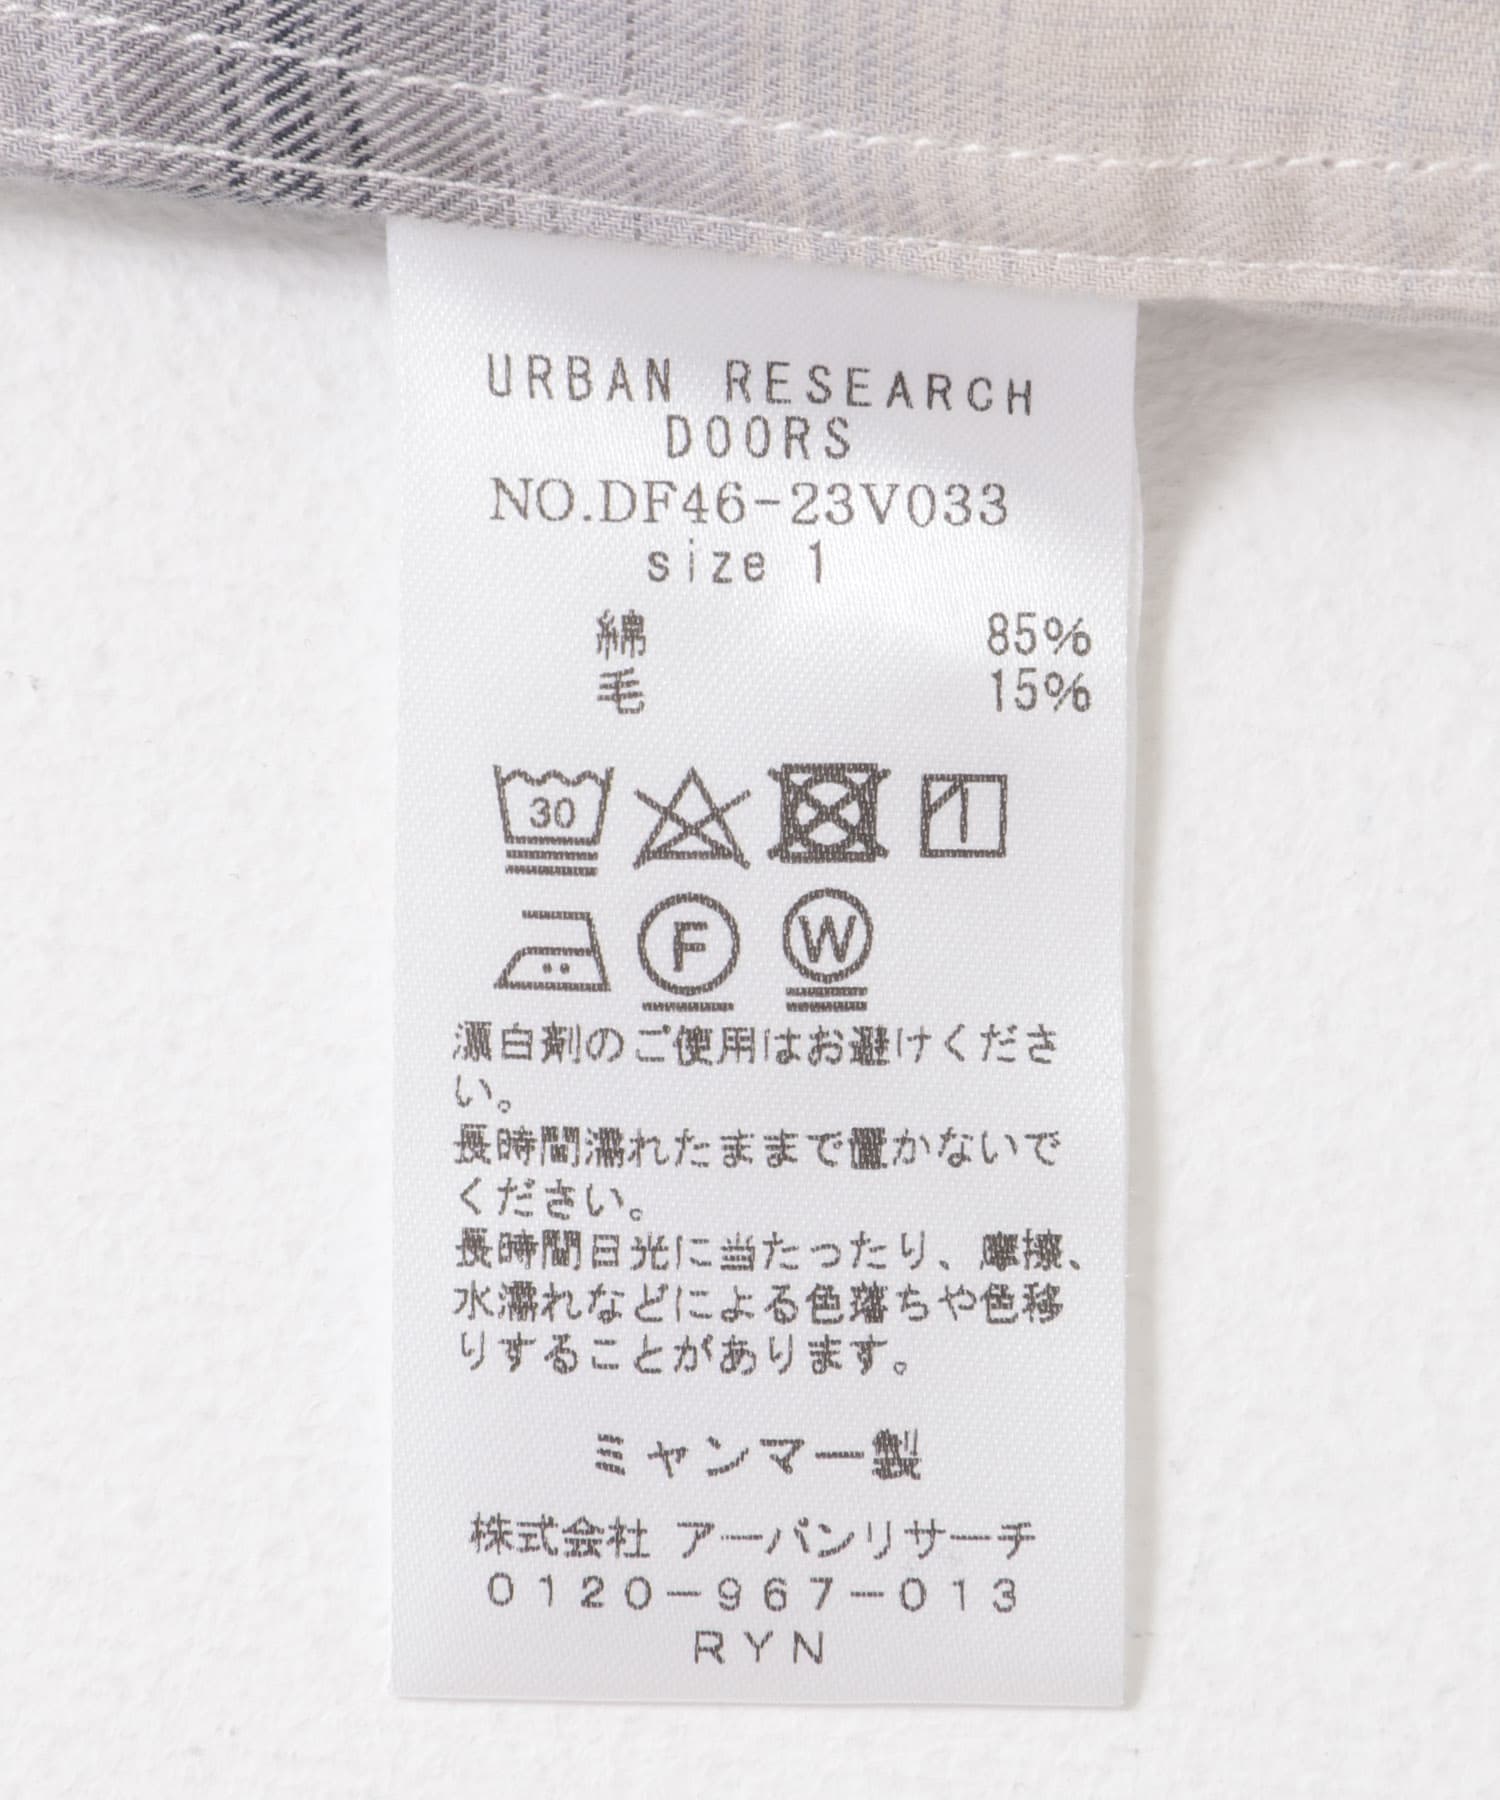 URBAN RESEARCH
DOORS
NO.DF46-23V033
size 1
綿 85%
毛 15%
30
F W
漂白剤のご使用はお避けくださ
い。
長時間濡れたままで置かないで
ください。
長時間日光に当たったり、摩擦、
水濡れなどによる色落ちや色移
りすることがあります。
ミャンマー製
株式会社 アーバンリサーチ
0120-967-013
RYN